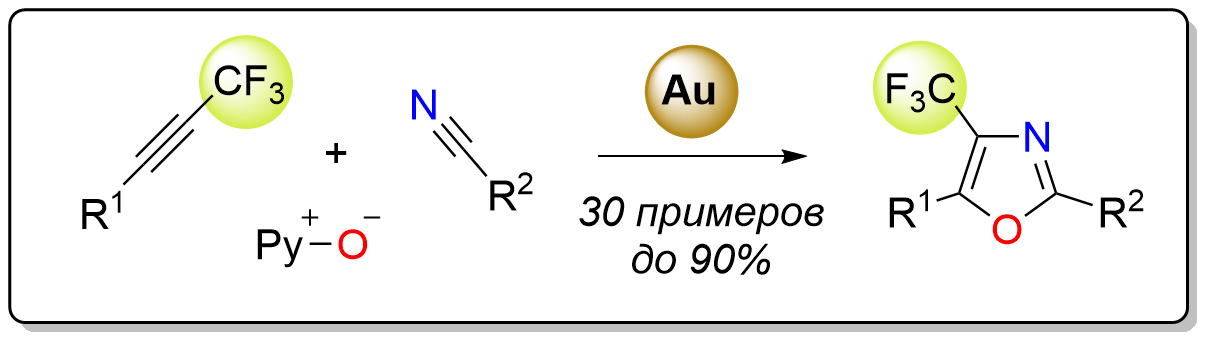 CF₃
N
Au
F₃C
N
+
R¹
R²
30 примеров
R¹
O
R²
Py⁺–O⁻
до 90%